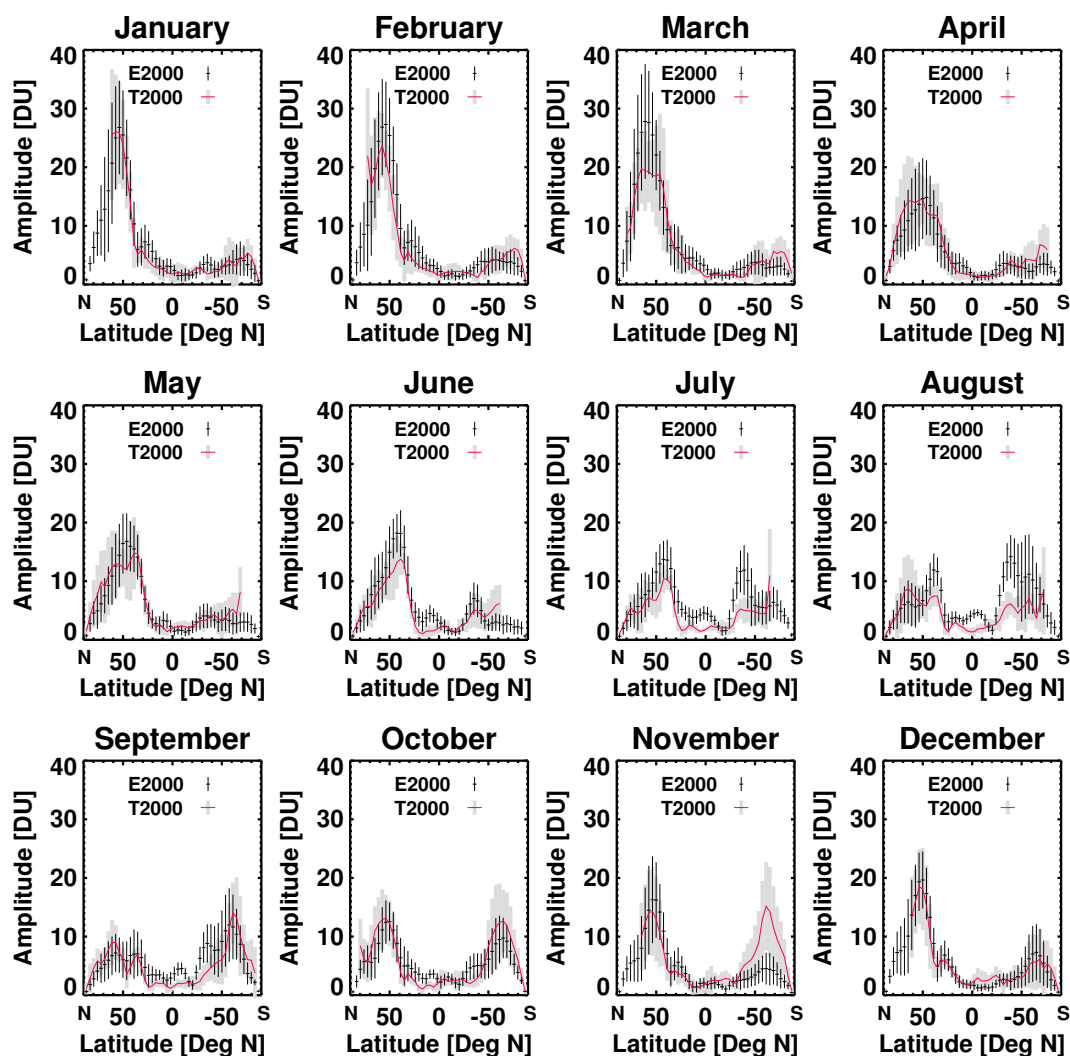 January February March April
40 40 40 40
E2000 E2000 E2000 E2000
T2000 T2000 T2000 T2000
30 30 30 30
Amplitude [DU] Amplitude [DU] Amplitude [DU] Amplitude [DU]
20 20 20 20
10 10 10 10
0 0 0 0
N 50 0 -50 S N 50 0 -50 S N 50 0 -50 S N 50 0 -50 S
Latitude [Deg N] Latitude [Deg N] Latitude [Deg N] Latitude [Deg N]
May June July August
40 40 40 40
E2000 E2000 E2000 E2000
T2000 T2000 T2000 T2000
30 30 30 30
Amplitude [DU] Amplitude [DU] Amplitude [DU] Amplitude [DU]
20 20 20 20
10 10 10 10
0 0 0 0
N 50 0 -50 S N 50 0 -50 S N 50 0 -50 S N 50 0 -50 S
Latitude [Deg N] Latitude [Deg N] Latitude [Deg N] Latitude [Deg N]
September October November December
40 40 40 40
E2000 E2000 E2000 E2000
T2000 T2000 T2000 T2000
30 30 30 30
Amplitude [DU] Amplitude [DU] Amplitude [DU] Amplitude [DU]
20 20 20 20
10 10 10 10
0 0 0 0
N 50 0 -50 S N 50 0 -50 S N 50 0 -50 S N 50 0 -50 S
Latitude [Deg N] Latitude [Deg N] Latitude [Deg N] Latitude [Deg N]